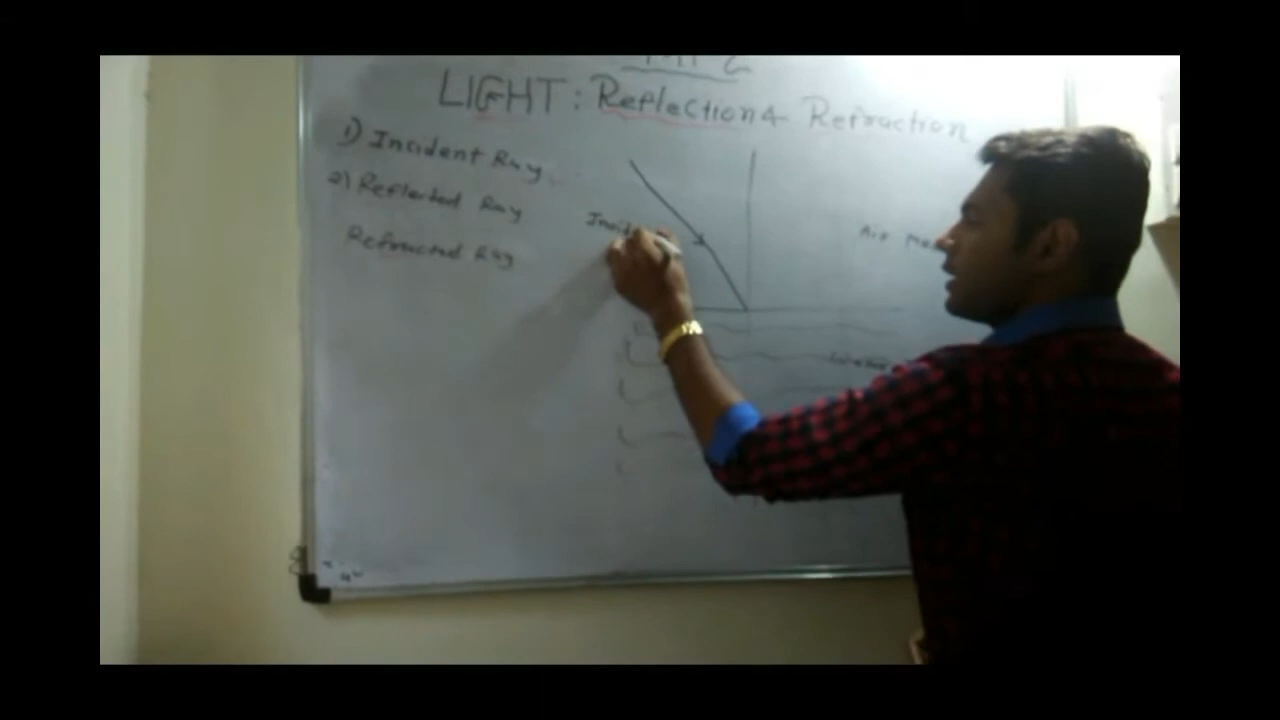 LIGHT: Reflection & Refraction
1) Incident Ray
2) Reflected Ray
Refracted Ray
Air